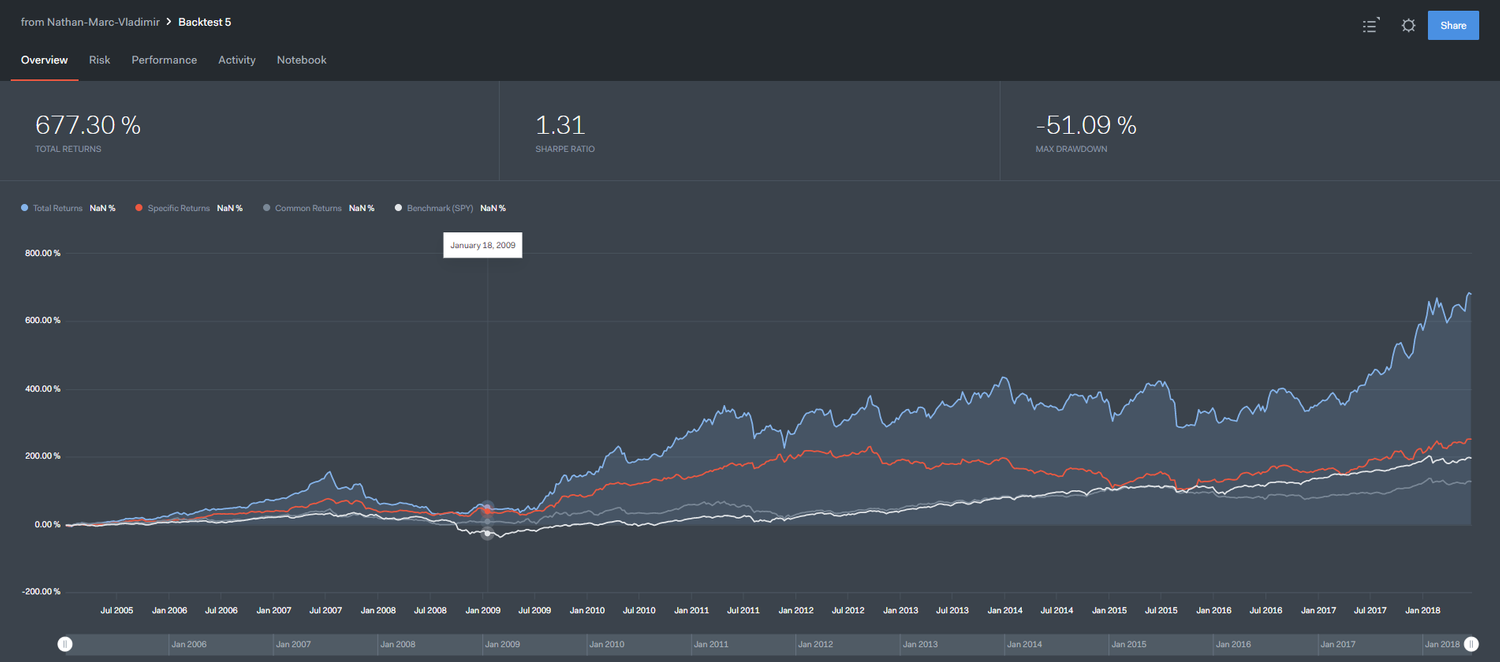 from Nathan-Marc-Vladimir > Backtest 5
Share
Overview Risk Performance Activity Notebook
677.30 %
TOTAL RETURNS
1.31
SHARPE RATIO
-51.09 %
MAX DRAWDOWN
Total Returns NaN % Specific Returns NaN % Common Returns NaN % Benchmark (SPY) NaN %
January 18, 2009
800.00 %
600.00 %
400.00 %
200.00 %
0.00 %
-200.00 %
Jul 2005 Jan 2006 Jul 2006 Jan 2007 Jul 2007 Jan 2008 Jul 2008 Jan 2009 Jul 2009 Jan 2010 Jul 2010 Jan 2011 Jul 2011 Jan 2012 Jul 2012 Jan 2013 Jul 2013 Jan 2014 Jul 2014 Jan 2015 Jul 2015 Jan 2016 Jul 2016 Jan 2017 Jul 2017 Jan 2018
Jan 2006 Jan 2007 Jan 2008 Jan 2009 Jan 2010 Jan 2011 Jan 2012 Jan 2013 Jan 2014 Jan 2015 Jan 2016 Jan 2017 Jan 2018